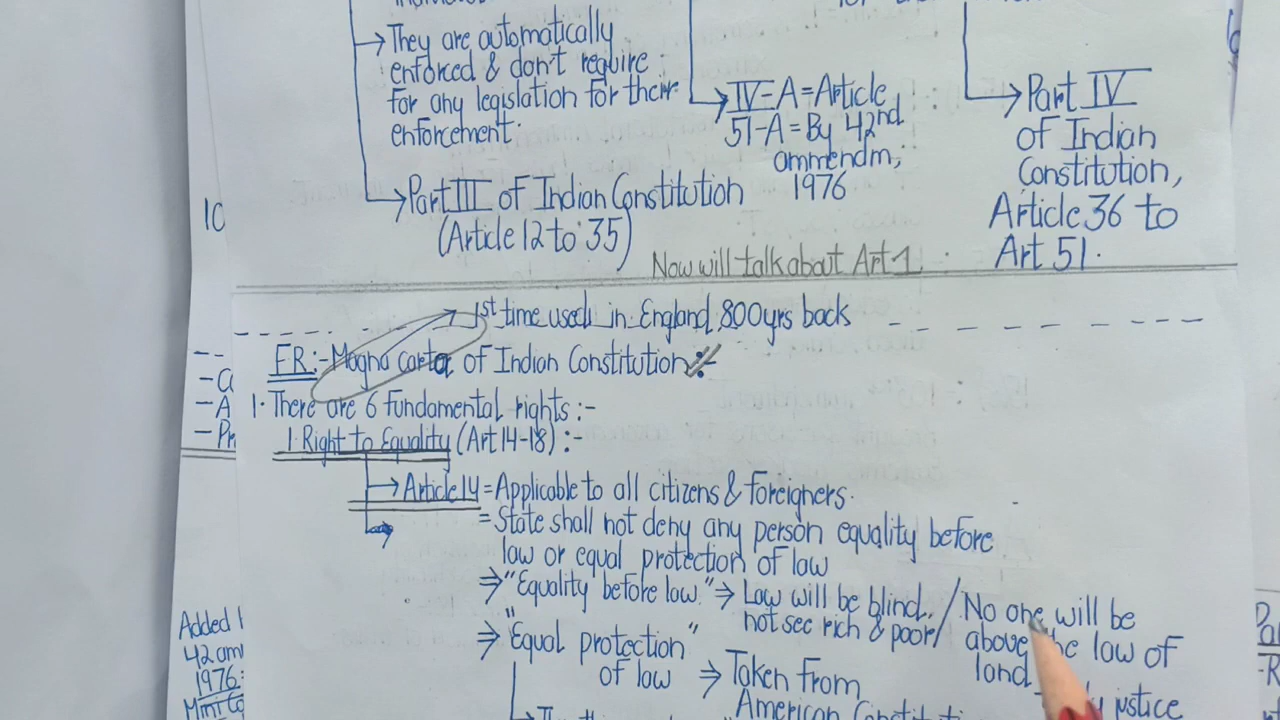 They are automatically
enforced & don't require
for any legislation for their
enforcement:
IV-A=Article
51-A=By 42nd
ommendm;
1976
Part IV
of Indian
Constitution,
Article 36 to
Art 51.
Part III of Indian Constitution
(Article 12 to 35)
10
Now will talk about Art 1
1st time used in England 800yrs back
FR:- Magna carta of Indian Constitution:-
1. There are 6 fundamental rights:-
1. Right to Equality (Art 14-18):-
Article 14 = Applicable to all citizens & foreigners.
= State shall not deny any person equality before
law or equal protection of law
⇒ "Equality before law" ⇒ Law will be blind. / No one will be
not see rich & poor / above the law of
land
⇒ "Equal protection"
of law ⇒ Taken from
American
justice
Added
1976: